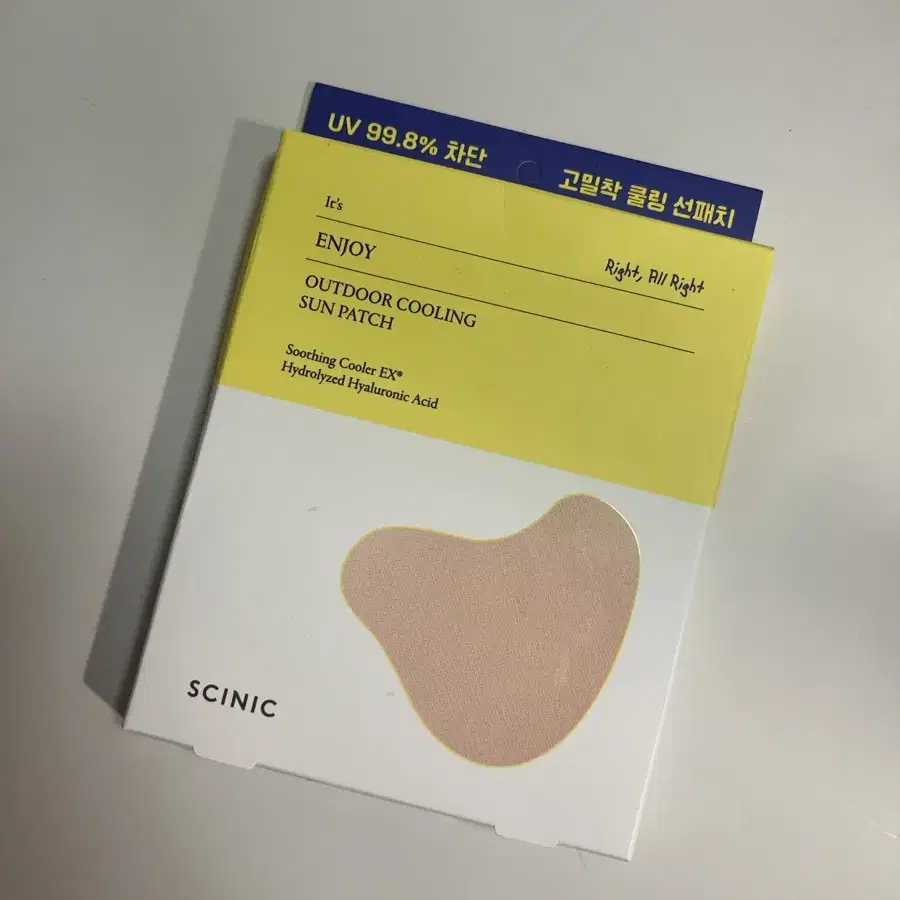 UV 99.8% 차단
고밀착 쿨링 선패치
It's
ENJOY
Right, All Right
OUTDOOR COOLING
SUN PATCH
Soothing Cooler EX®
Hydrolyzed Hyaluronic Acid
SCINIC